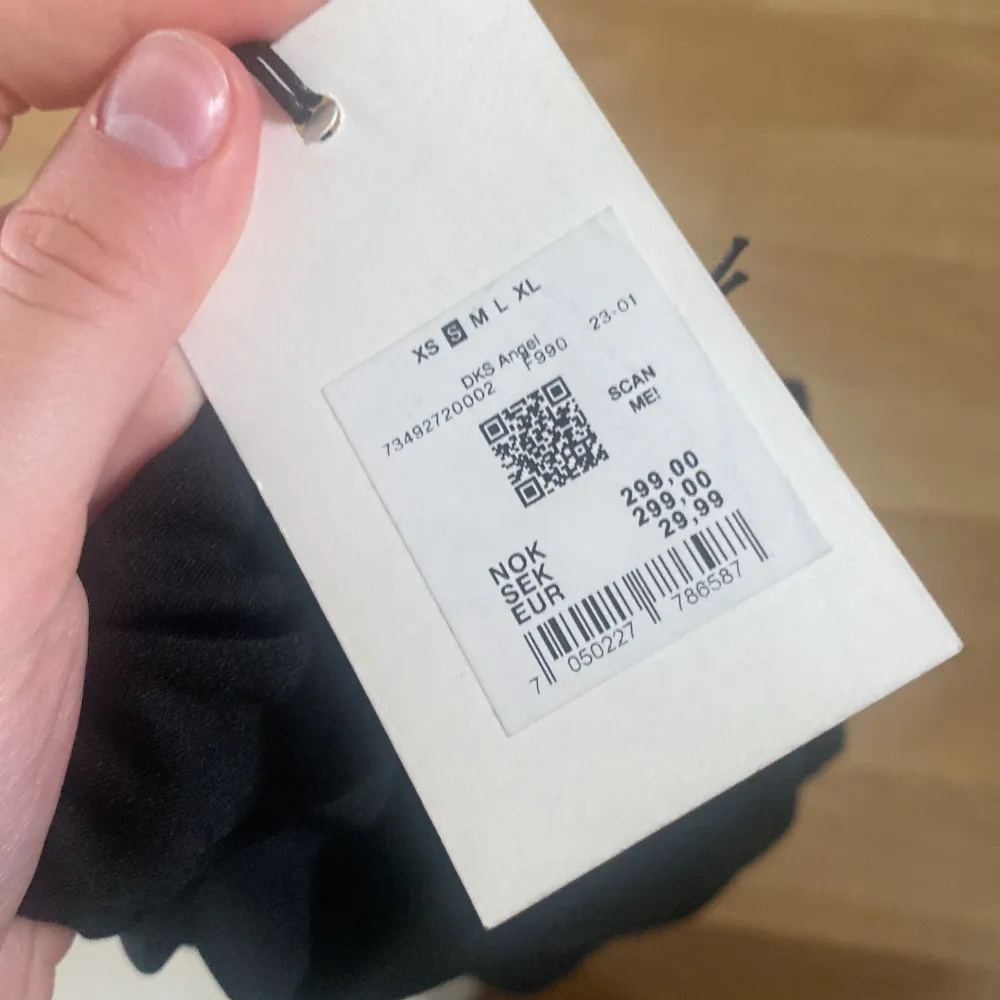 XS S M L XL
DKS Angel
73492720002 F990 23-01
SCAN
ME!
NOK 299,00
SEK 299,00
EUR 29,99
7 050227 786587